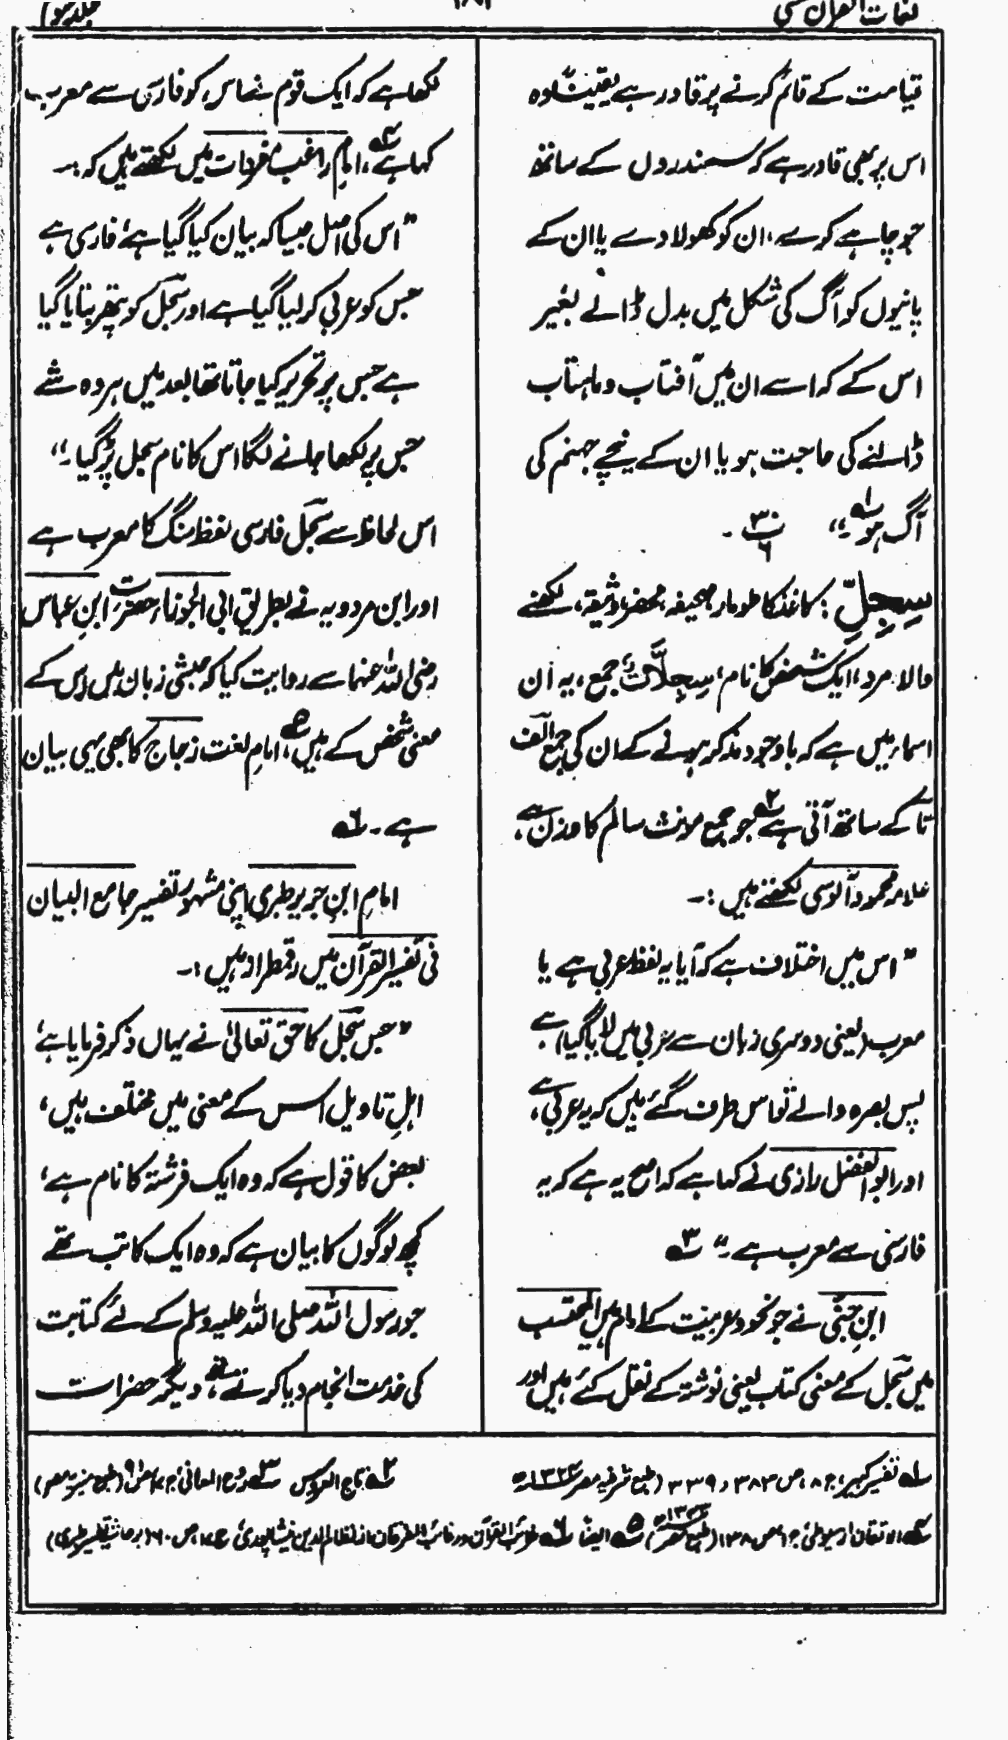 لغات القرآن
جلد سوم
قیامت کے قائم کرنے پر قادر ہے یقیناً وہ
اس پر بھی قادر ہے کہ سمندروں کے ساتھ
جو چاہے کرے، ان کو کھولا دے یا ان کے
پانیوں کو آگ کی شکل میں بدل ڈالے بغیر
اس کے کہ اسے ان میں آفتاب و ماہتاب
ڈالنے کی حاجت ہو یا ان کے نیچے جہنم کی
آگ ہو۔“ لہ ۳۰/۶ ۔
سِجِلِّ : کاغذ کا طومار، صحیفہ، محضر، وثیقہ، لکھنے
والا مرد، ایک شخص کا نام، سِجِلَّاتٌ جمع، یہ ان
اسماء میں ہے کہ باوجود مذکر ہونے کے ان کی جمع الف
تا کے ساتھ آتی ہے ۲ جو جمع مونث سالم کا وزن ہے،
علامہ محمود آلوسی لکھتے ہیں :۔
” اس میں اختلاف ہے کہ آیا یہ لفظ عربی ہے یا
معرب (یعنی دوسری زبان سے عربی میں لایا گیا) ہے
پس بصرہ والے تو اس طرف گئے ہیں کہ یہ عربی ہے،
اور ابو الفضل رازی نے کہا ہے کہ اصح یہ ہے کہ یہ
فارسی سے معرب ہے ۔“ ۳
ابنِ جِنّی نے جو نحو و عربیت کے امام ہیں المحتسب
میں سجل کے معنی کتاب یعنی نوشتہ کے نقل کئے ہیں اور
لکھا ہے کہ ایک قوم نے اس کو فارسی سے معرب
کہا ہے ۴، امام راغب مفردات میں لکھتے ہیں کہ :۔
” اس کی اصل جیسا کہ بیان کیا گیا ہے فارسی ہے
جس کو عربی کر لیا گیا ہے اور سجل کو پتھر بتایا گیا
ہے جس پر تحریر کیا جاتا تھا بعد میں ہر وہ شے
جس پر لکھا جانے لگا اس کا نام سجل پڑ گیا ۔“
اس لحاظ سے سجل فارسی لفظ سنگ کا معرب ہے
اور ابن مردویہ نے بطریق ابی الجوزاء حضرت ابنِ عباس
رضی اللہ عنہما سے روایت کیا کہ حبشی زبان میں اس کے
معنی شخص کے ہیں ۵، امامِ لغت زجاج کا بھی یہی بیان
ہے ۔ ۶
امام ابنِ جریر طبری اپنی مشہور تفسیر جامع البیان
فی تفسیر القرآن میں رقمطراز ہیں :۔
” جس سجل کا حق تعالیٰ نے یہاں ذکر فرمایا ہے
اہلِ تاویل اس کے معنی میں مختلف ہیں،
بعض کا قول ہے کہ وہ ایک فرشتہ کا نام ہے،
کچھ لوگوں کا بیان ہے کہ وہ ایک کاتب تھے
جو رسول اللہ صلی اللہ علیہ وسلم کے لئے کتابت
کی خدمت انجام دیا کرتے تھے، دیگر حضرات
لہ تفسیر کبیر، ج ۸، ص ۳۸۳ و ۳۳۹ (طبع شرفیہ مصر ۱۳۲۴ھ) ۲ تاج العروس ۳ روح المعانی، ج ۱۷، ص ۹۱ (طبع منیریہ مصر)
۴ الاتقان از سیوطی، ج ۱، ص ۱۳۸ (طبع مصر) ۵ ایضاً ۶ غرائب القرآن و رغائب الفرقان از نظام الدین نیشاپوری، ج ۱۷، ص ۶۰ (بر حاشیہ تفسیر طبری)